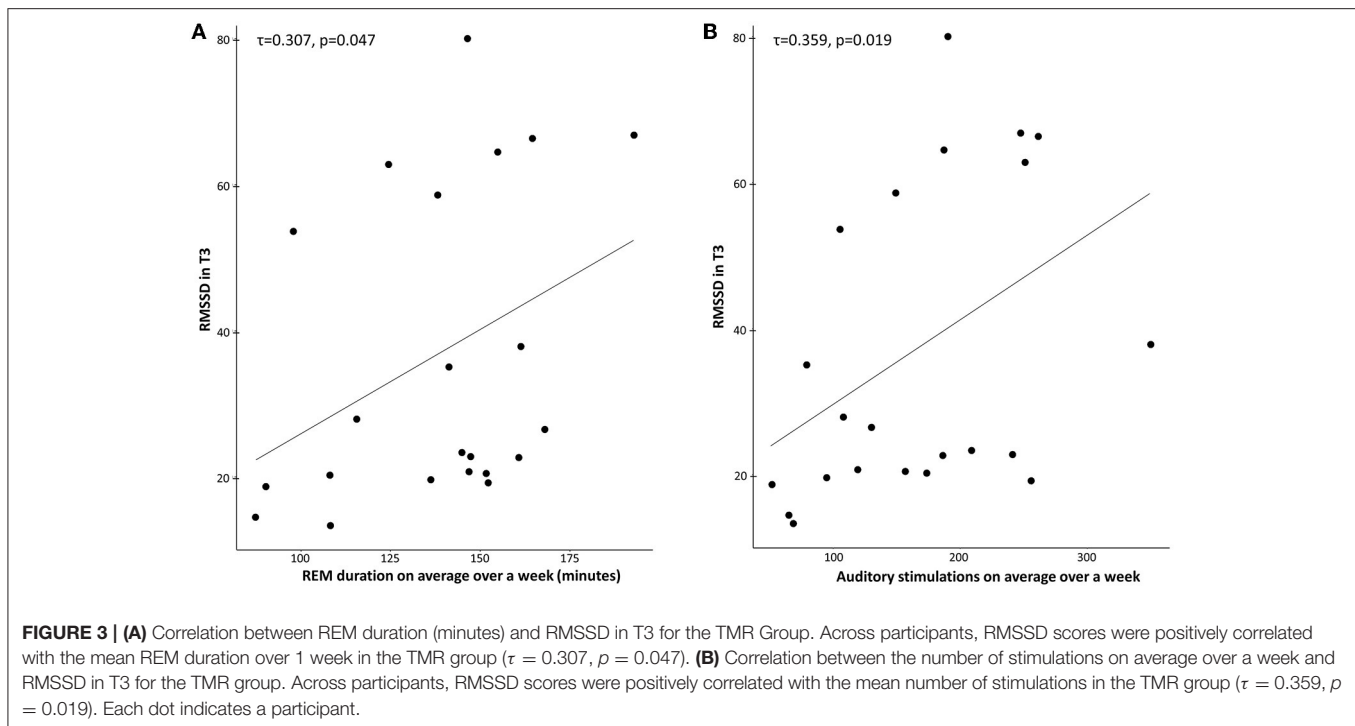 A
τ=0.307, p=0.047
80
60
40
20
RMSSD in T3
100
125
150
175
REM duration on average over a week (minutes)
B
τ=0.359, p=0.019
80
60
40
20
RMSSD in T3
100
200
300
Auditory stimulations on average over a week
FIGURE 3 | (A) Correlation between REM duration (minutes) and RMSSD in T3 for the TMR Group. Across participants, RMSSD scores were positively correlated
with the mean REM duration over 1 week in the TMR group (τ = 0.307, p = 0.047). (B) Correlation between the number of stimulations on average over a week and
RMSSD in T3 for the TMR group. Across participants, RMSSD scores were positively correlated with the mean number of stimulations in the TMR group (τ = 0.359, p
= 0.019). Each dot indicates a participant.